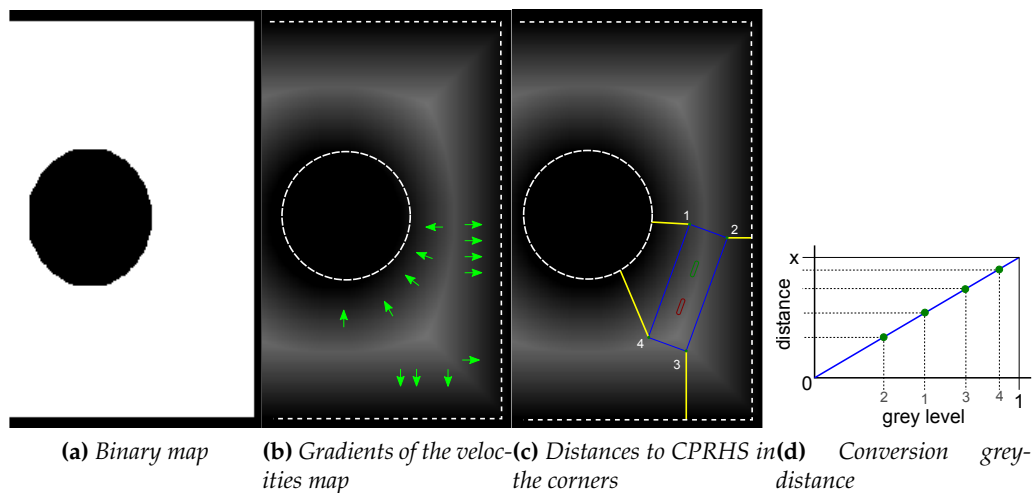 1
2
3
4
x
distance
0
2
1
3
4
1
grey level
(a) Binary map
(b) Gradients of the veloc-
ities map
(c) Distances to CPRHS in
the corners
(d) Conversion grey-
distance